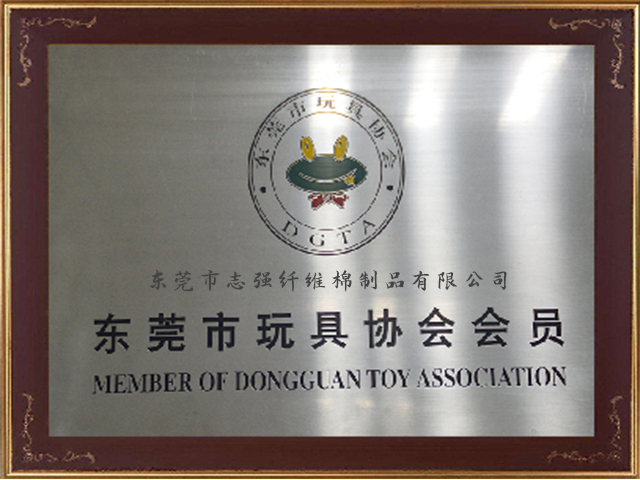 东莞市玩具协会
DGTA
东莞市志强纤维棉制品有限公司
东莞市玩具协会会员
MEMBER OF DONGGUAN TOY ASSOCIATION